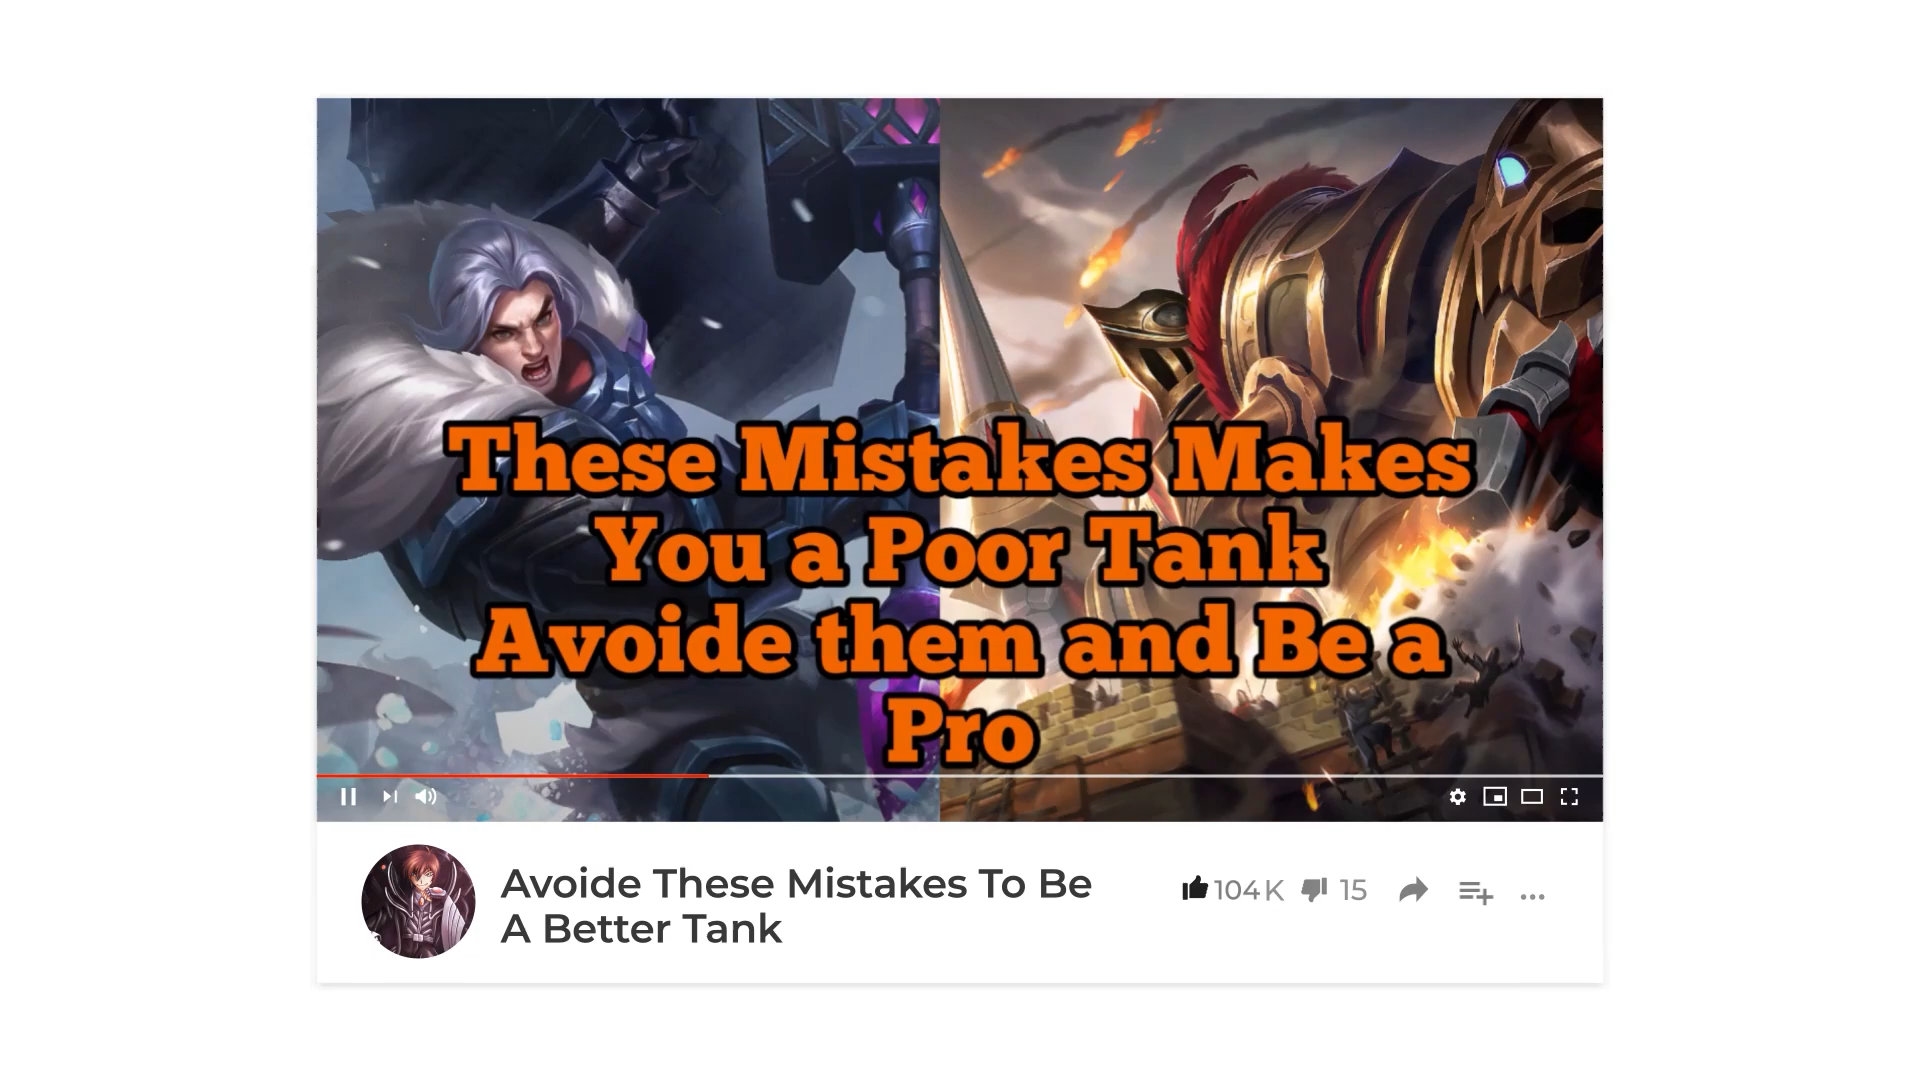 These Mistakes Makes
You a Poor Tank
Avoide them and Be a
Pro
Avoide These Mistakes To Be
A Better Tank
104K 15